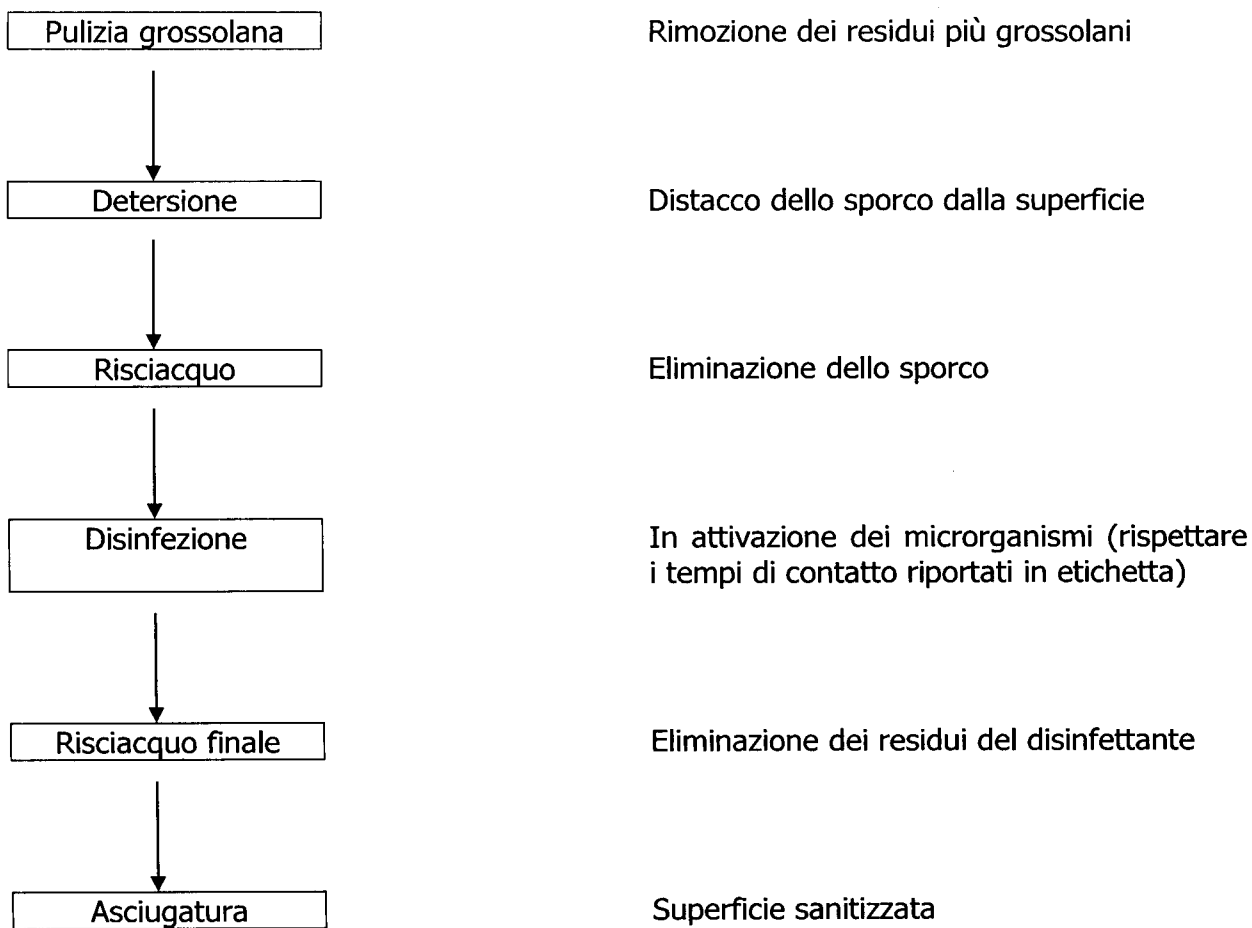 Pulizia grossolana
Rimozione dei residui più grossolani
Detersione
Distacco dello sporco dalla superficie
Risciacquo
Eliminazione dello sporco
Disinfezione
In attivazione dei microrganismi (rispettare
i tempi di contatto riportati in etichetta)
Risciacquo finale
Eliminazione dei residui del disinfettante
Asciugatura
Superficie sanitizzata